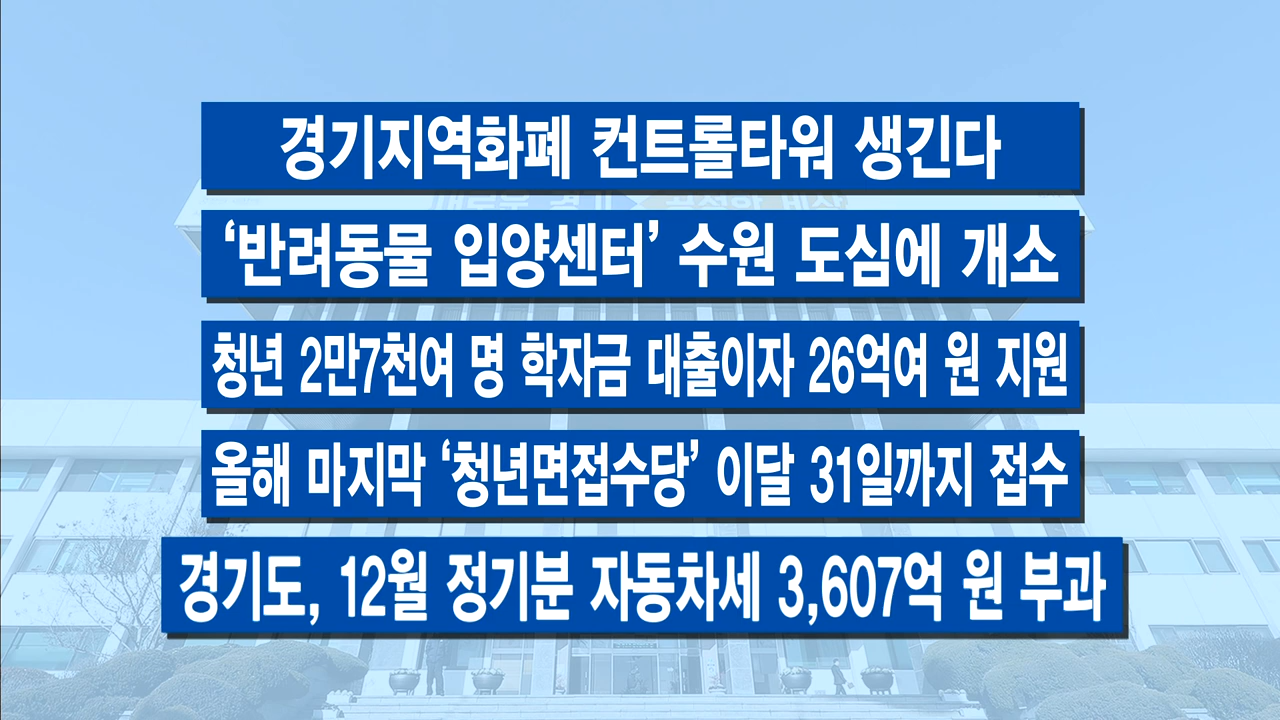 경기지역화폐 컨트롤타워 생긴다
‘반려동물 입양센터’ 수원 도심에 개소
청년 2만7천여 명 학자금 대출이자 26억여 원 지원
올해 마지막 ‘청년면접수당’ 이달 31일까지 접수
경기도, 12월 정기분 자동차세 3,607억 원 부과